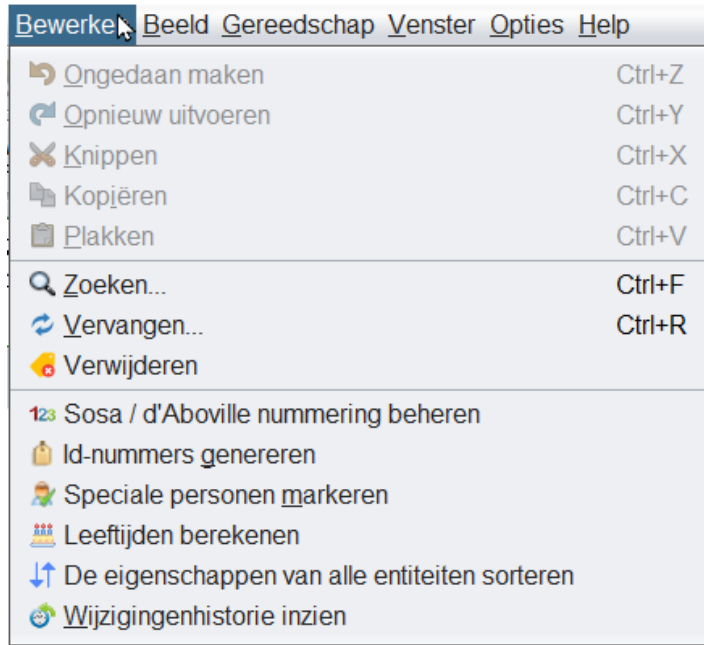 Bewerken Beeld Gereedschap Venster Opties Help
Ongedaan maken Ctrl+Z
Opnieuw uitvoeren Ctrl+Y
Knippen Ctrl+X
Kopiëren Ctrl+C
Plakken Ctrl+V
Zoeken... Ctrl+F
Vervangen... Ctrl+R
Verwijderen
123 Sosa / d'Aboville nummering beheren
Id-nummers genereren
Speciale personen markeren
Leeftijden berekenen
De eigenschappen van alle entiteiten sorteren
Wijzigingenhistorie inzien